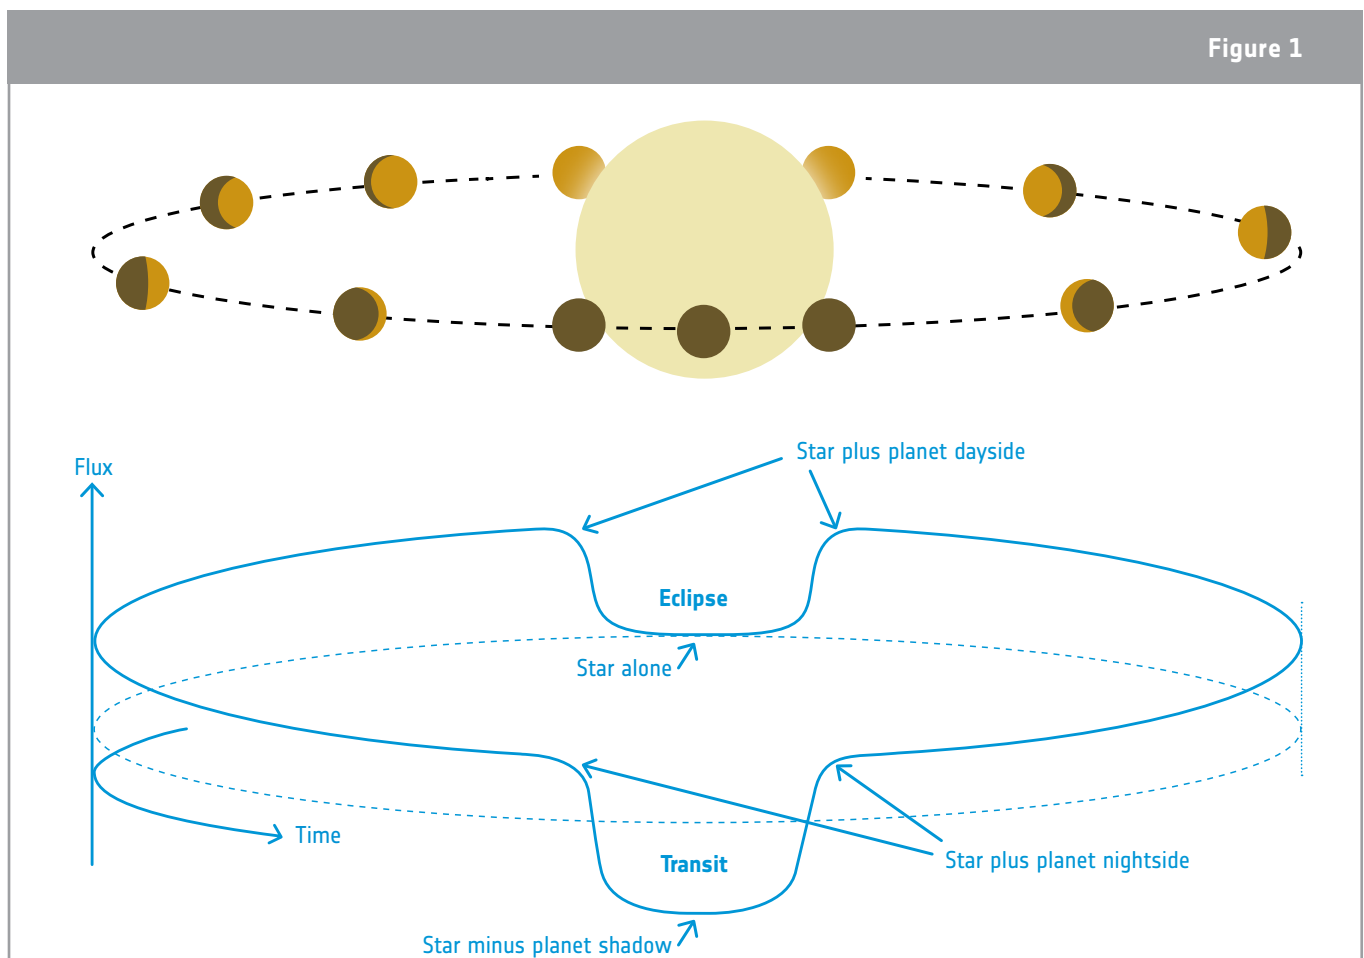 Figure 1
Star plus planet dayside
Flux
Eclipse
Star alone
Time
Transit
Star plus planet nightside
Star minus planet shadow